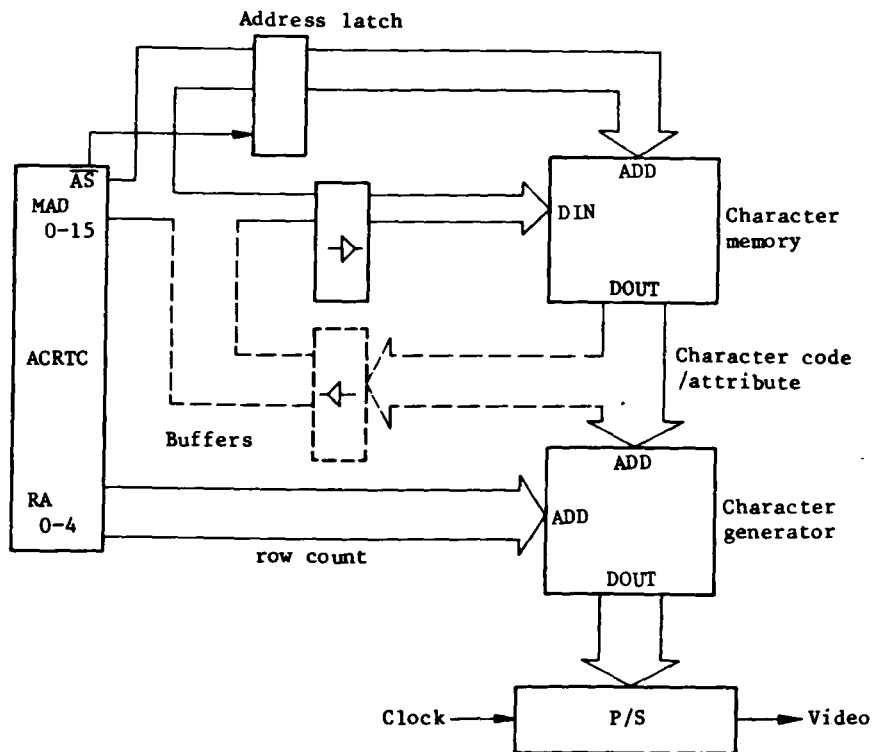 Address latch
AS
MAD
0-15
ADD
DIN
Character
memory
DOUT
ACRTC
Character code
/attribute
Buffers
ADD
RA
0-4
ADD
Character
generator
row count
DOUT
Clock
P/S
Video